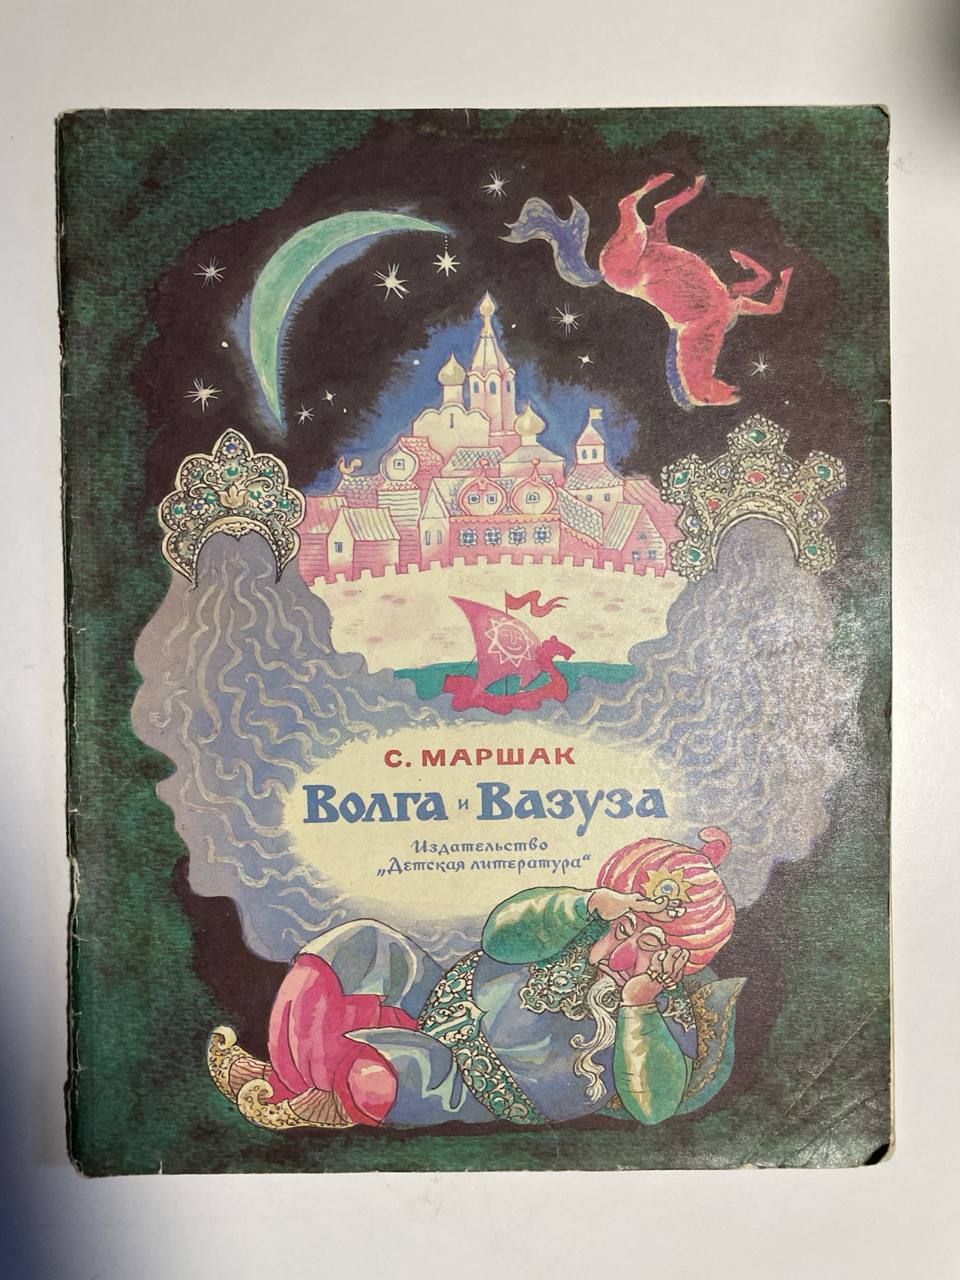 С. МАРШАК
Волга и Вазуза
Издательство
„Детская литература“